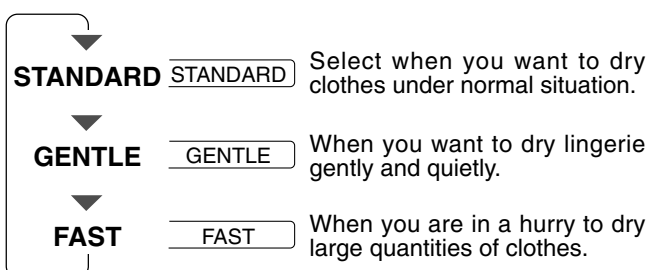 STANDARD STANDARD Select when you want to dry
clothes under normal situation.
GENTLE GENTLE When you want to dry lingerie
gently and quietly.
FAST FAST When you are in a hurry to dry
large quantities of clothes.